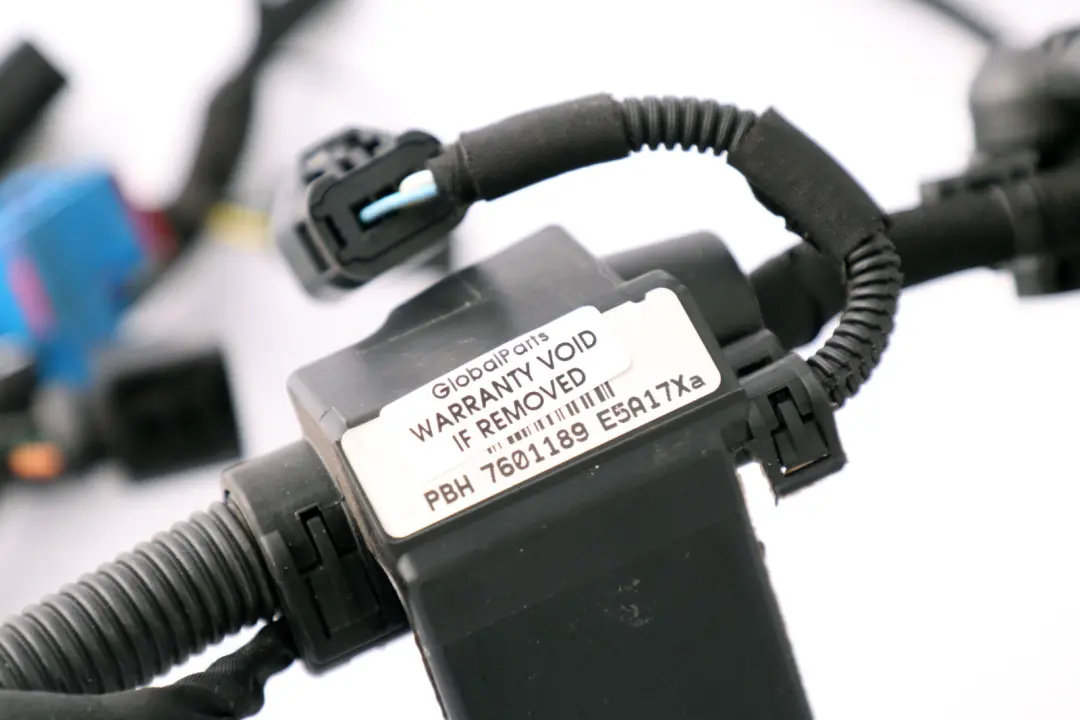 GlobalParts
WARRANTY VOID
IF REMOVED
PBH 7601189 E5A17Xa